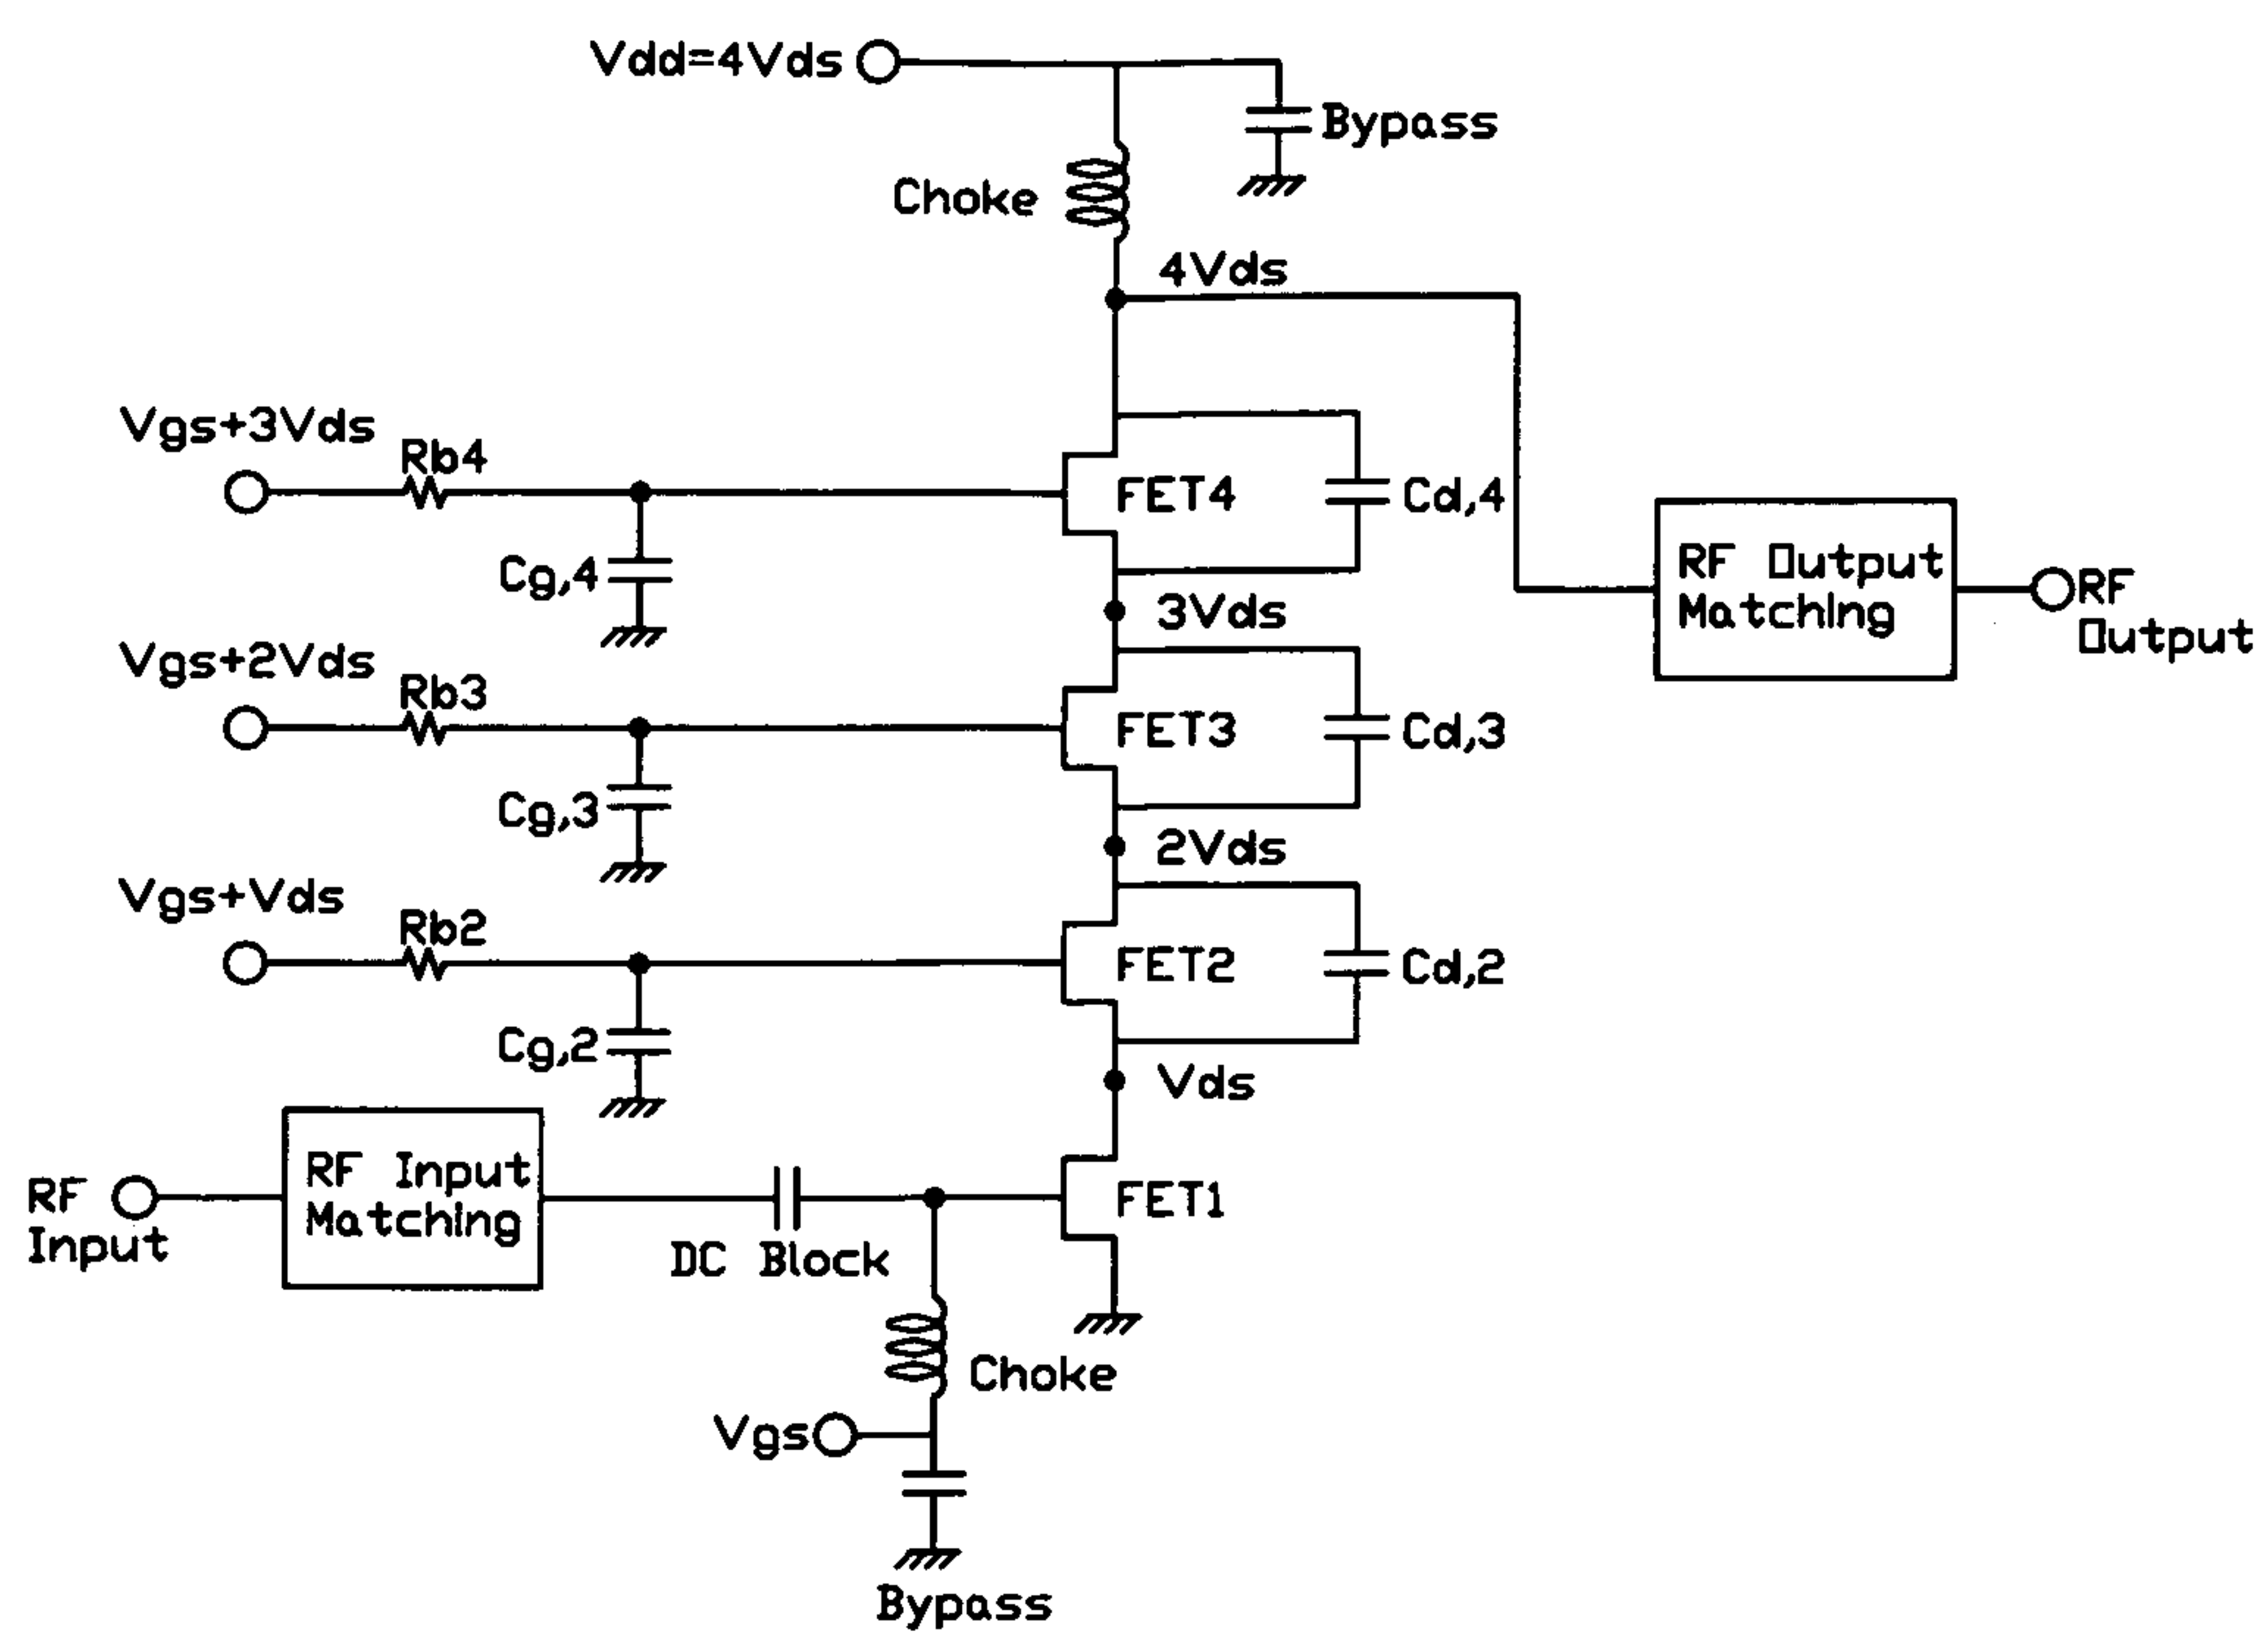 Vdd=4Vds
Bypass
Choke
4Vds
Vgs+3Vds
Rb4
FET4
Cd,4
Cg,4
RF Output
Matching
RF
Output
3Vds
Vgs+2Vds
Rb3
FET3
Cd,3
Cg,3
2Vds
Vgs+Vds
Rb2
FET2
Cd,2
Cg,2
Vds
RF Input
Matching
RF
Input
FET1
DC Block
Choke
Vgs
Bypass